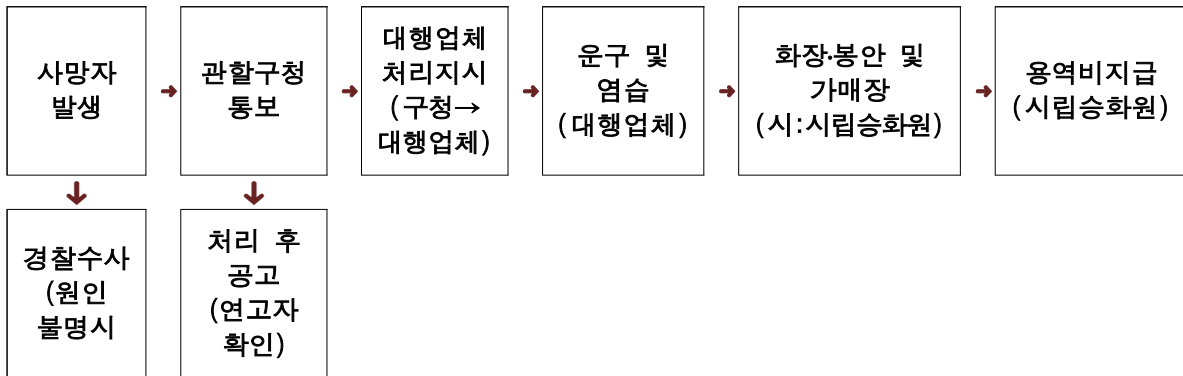 사망자
발생
관할구청
통보
대행업체
처리지시
(구청→
대행업체)
운구 및
염습
(대행업체)
화장·봉안 및
가매장
(시:시립승화원)
용역비지급
(시립승화원)
경찰수사
(원인
불명시
처리 후
공고
(연고자
확인)